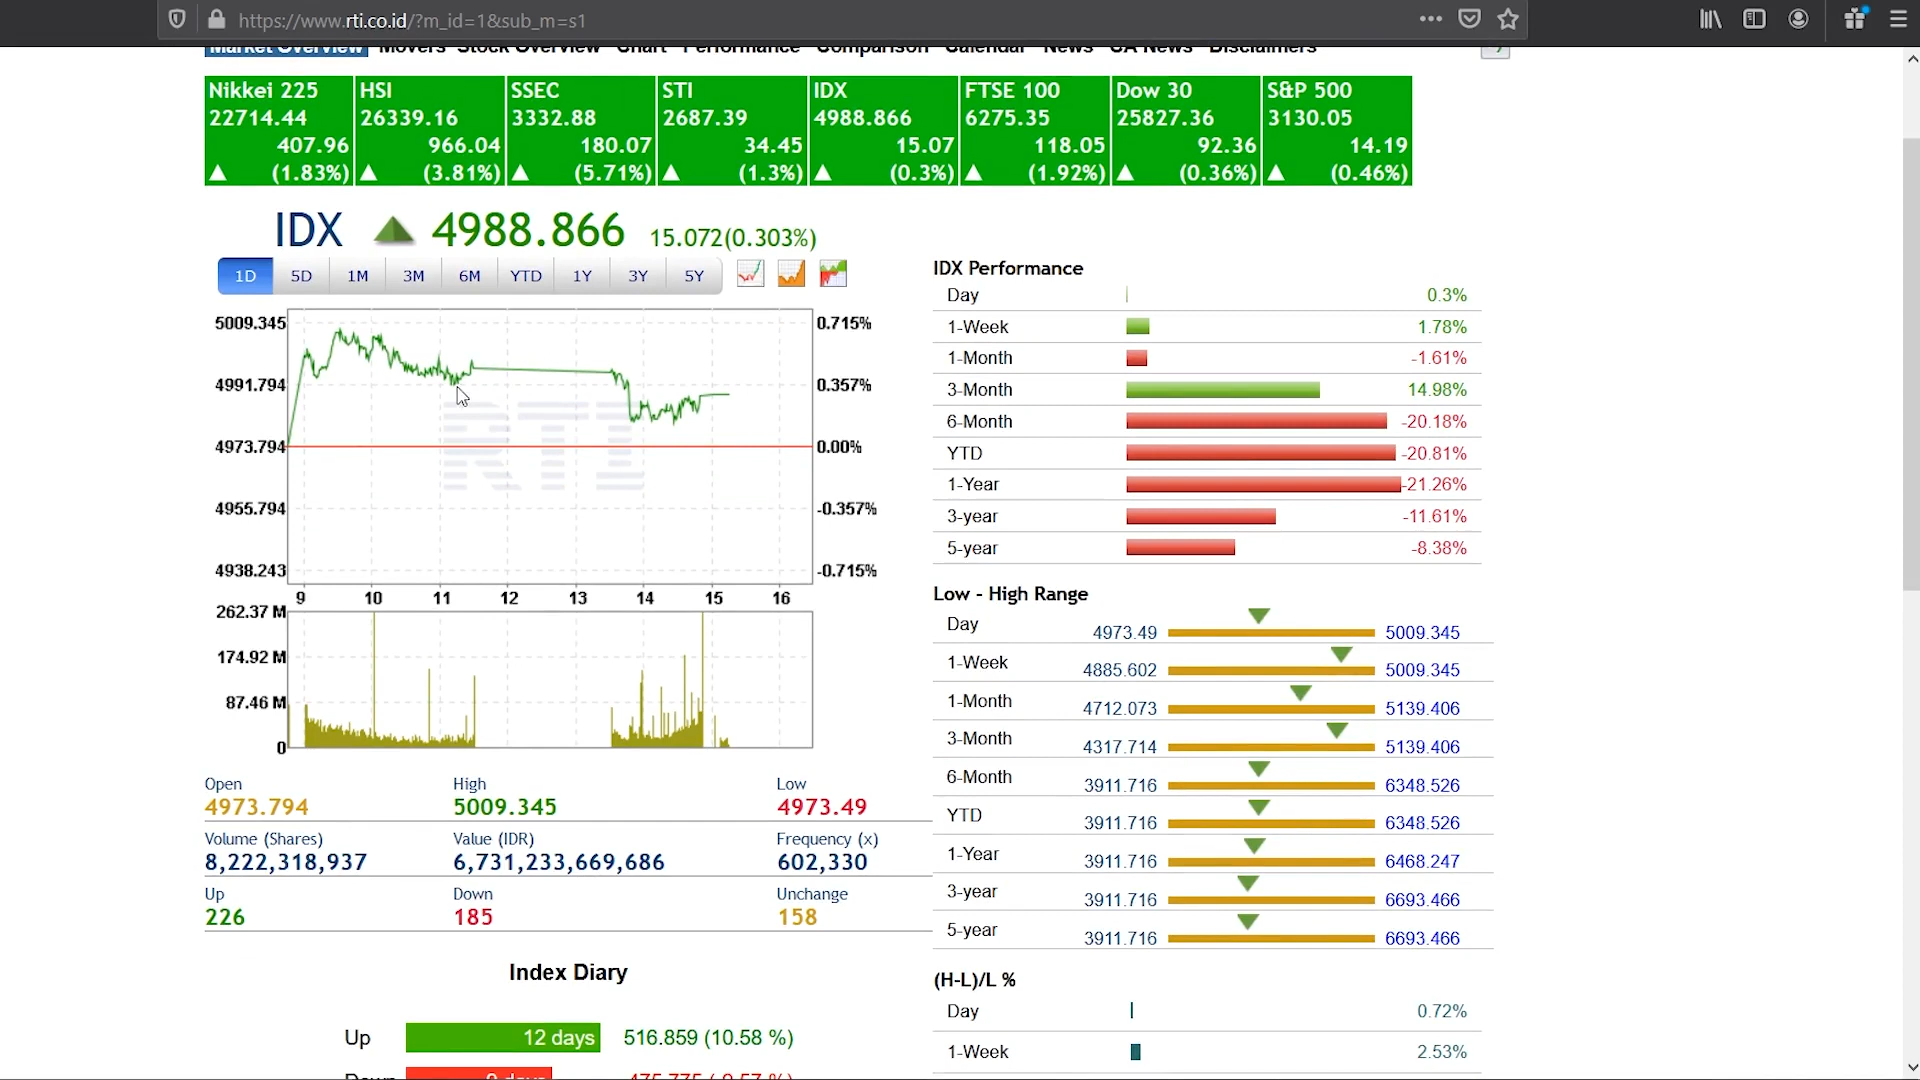 https://www.rti.co.id/?m_id=1&sub_m=s1
Market Overview Movers Stock Overview Chart Performance Comparison Calendar News CA News Disclaimers
Nikkei 225 HSI SSEC STI IDX FTSE 100 Dow 30 S&P 500
22714.44 26339.16 3332.88 2687.39 4988.866 6275.35 25827.36 3130.05
407.96 966.04 180.07 34.45 15.07 118.05 92.36 14.19
▲ (1.83%) ▲ (3.81%) ▲ (5.71%) ▲ (1.3%) ▲ (0.3%) ▲ (1.92%) ▲ (0.36%) ▲ (0.46%)
IDX 4988.866 15.072(0.303%)
1D 5D 1M 3M 6M YTD 1Y 3Y 5Y
5009.345 0.715%
4991.794 0.357%
RTI
4973.794 0.00%
4955.794 -0.357%
4938.243 -0.715%
9 10 11 12 13 14 15 16
262.37 M
174.92 M
87.46 M
0
Open High Low
4973.794 5009.345 4973.49
Volume (Shares) Value (IDR) Frequency (x)
8,222,318,937 6,731,233,669,686 602,330
Up Down Unchange
226 185 158
Index Diary
Up 12 days 516.859 (10.58 %)
IDX Performance
Day 0.3%
1-Week 1.78%
1-Month -1.61%
3-Month 14.98%
6-Month -20.18%
YTD -20.81%
1-Year -21.26%
3-year -11.61%
5-year -8.38%
Low - High Range
Day 4973.49 5009.345
1-Week 4885.602 5009.345
1-Month 4712.073 5139.406
3-Month 4317.714 5139.406
6-Month 3911.716 6348.526
YTD 3911.716 6348.526
1-Year 3911.716 6468.247
3-year 3911.716 6693.466
5-year 3911.716 6693.466
(H-L)/L %
Day 0.72%
1-Week 2.53%